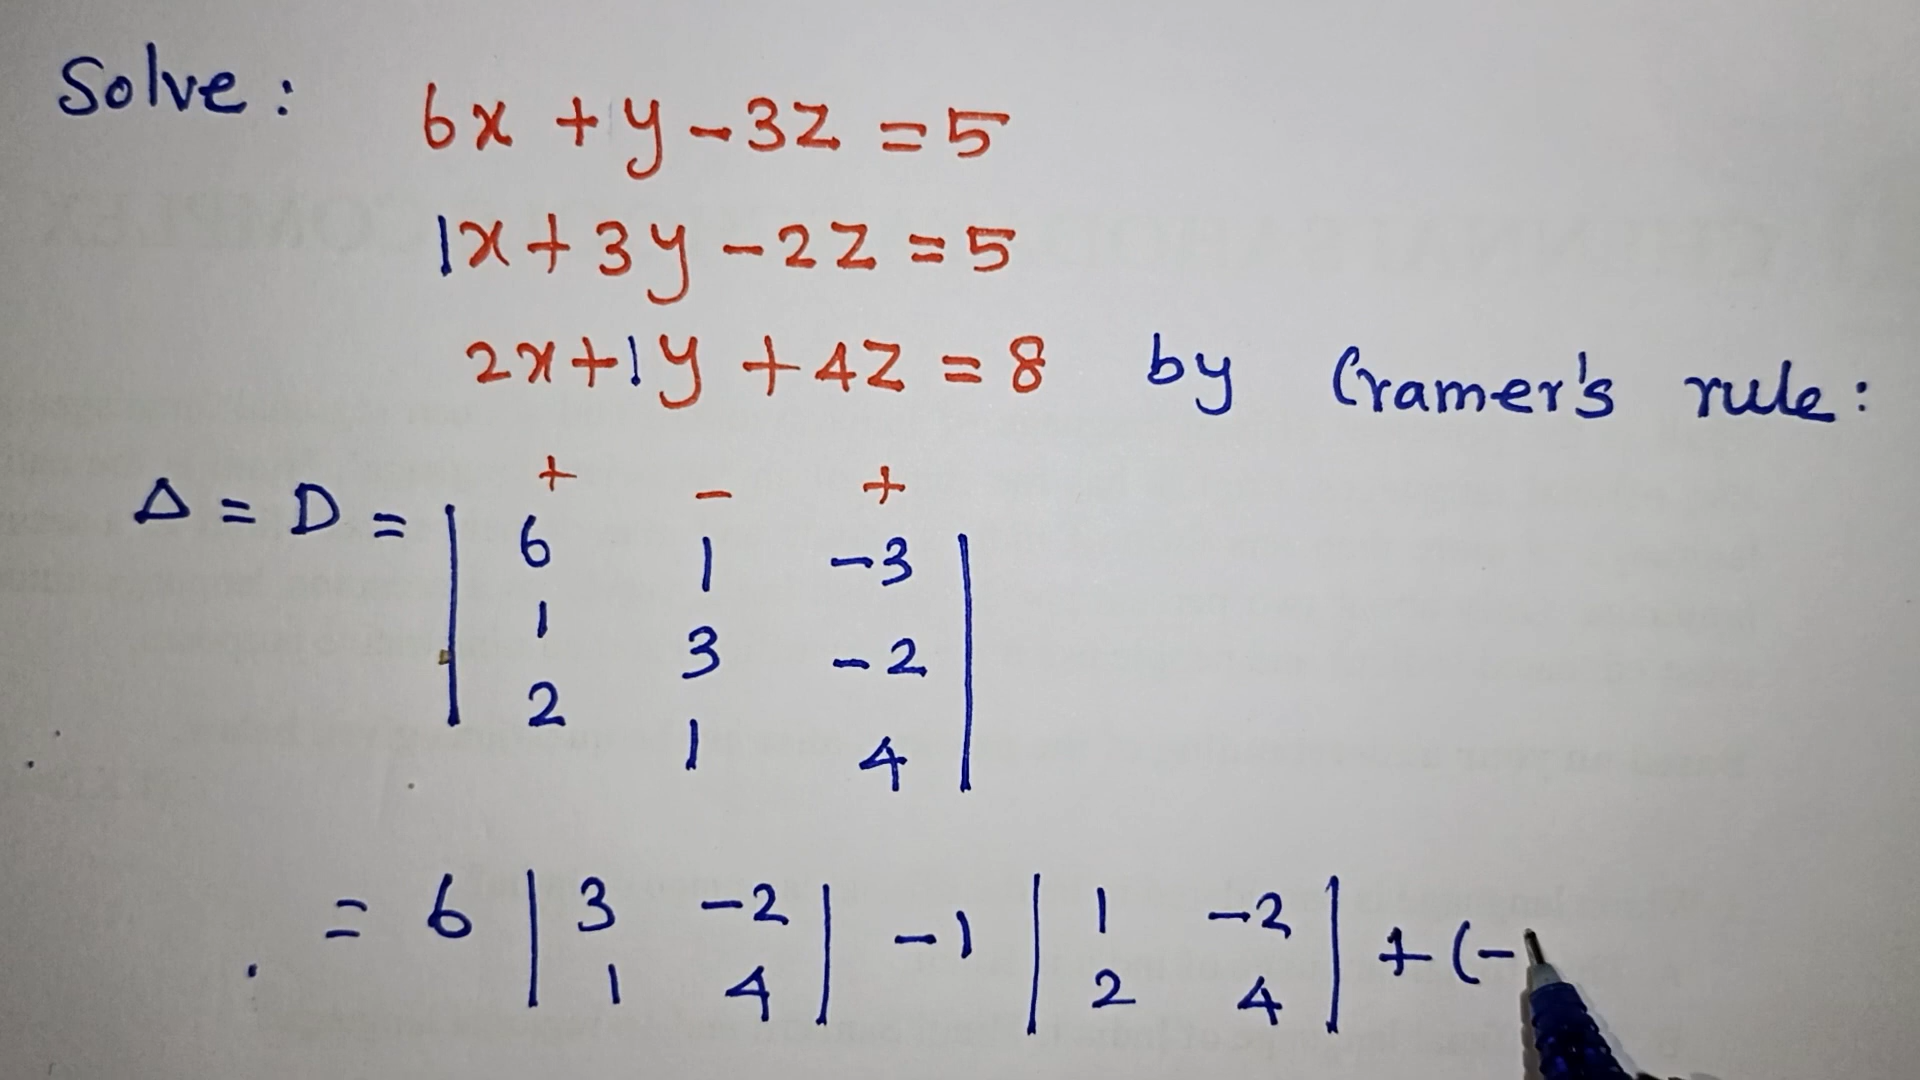 Solve: 6x + y - 3z = 5
1x + 3y - 2z = 5
2x + 1y + 4z = 8 by Cramer's rule:
+ - +
Δ = D = | 6 1 -3 |
| 1 3 -2 |
| 2 1 4 |
= 6 | 3 -2 | -1 | 1 -2 | + (-
| 1 4 | | 2 4 |